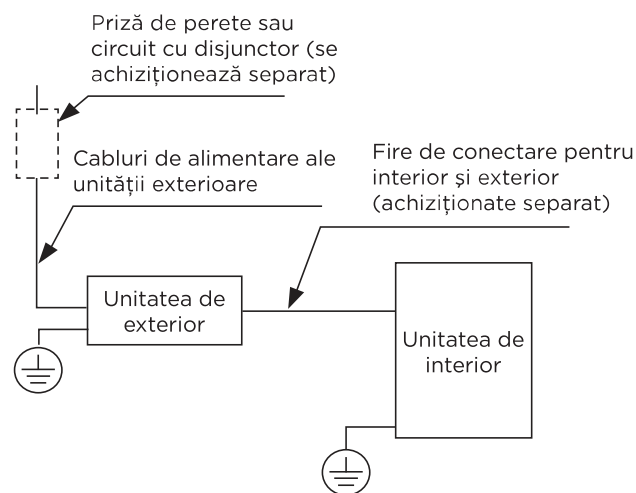 Priză de perete sau
circuit cu disjunctor (se
achiziționează separat)
Cabluri de alimentare ale
unității exterioare
Fire de conectare pentru
interior și exterior
(achiziționate separat)
Unitatea de
exterior
Unitatea de
interior